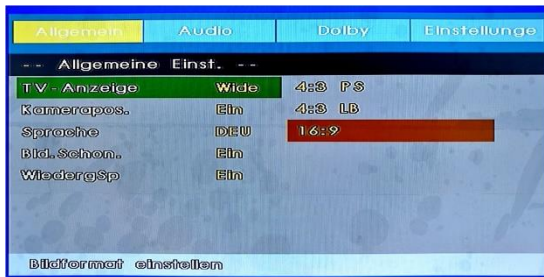 Allgemein Audio Dolby Einstellunge
-- Allgemeine Einst. --
TV-Anzeige Wide 4:3 PS
Kamerapos. Ein 4:3 LB
Sprache DEU 16:9
Bld.Schon. Ein
WiedergSp Ein
Bildformat einstellen